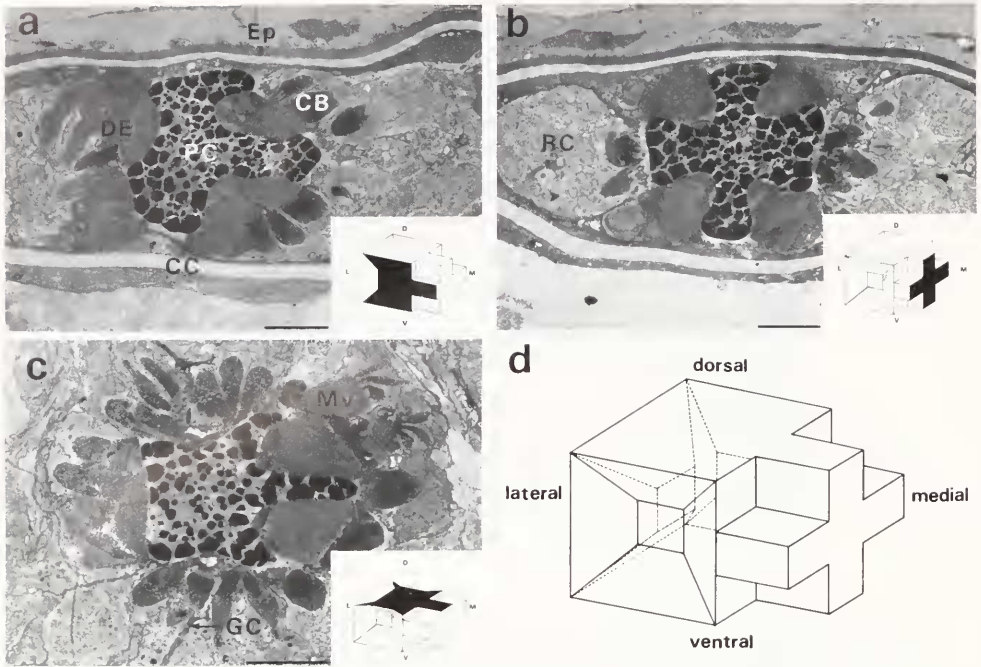 a
Ep
DE
CB
PC
CC
D
L
M
V
b
RC
D
L
M
V
c
Mv
GC
D
L
M
V
d
dorsal
lateral
medial
ventral